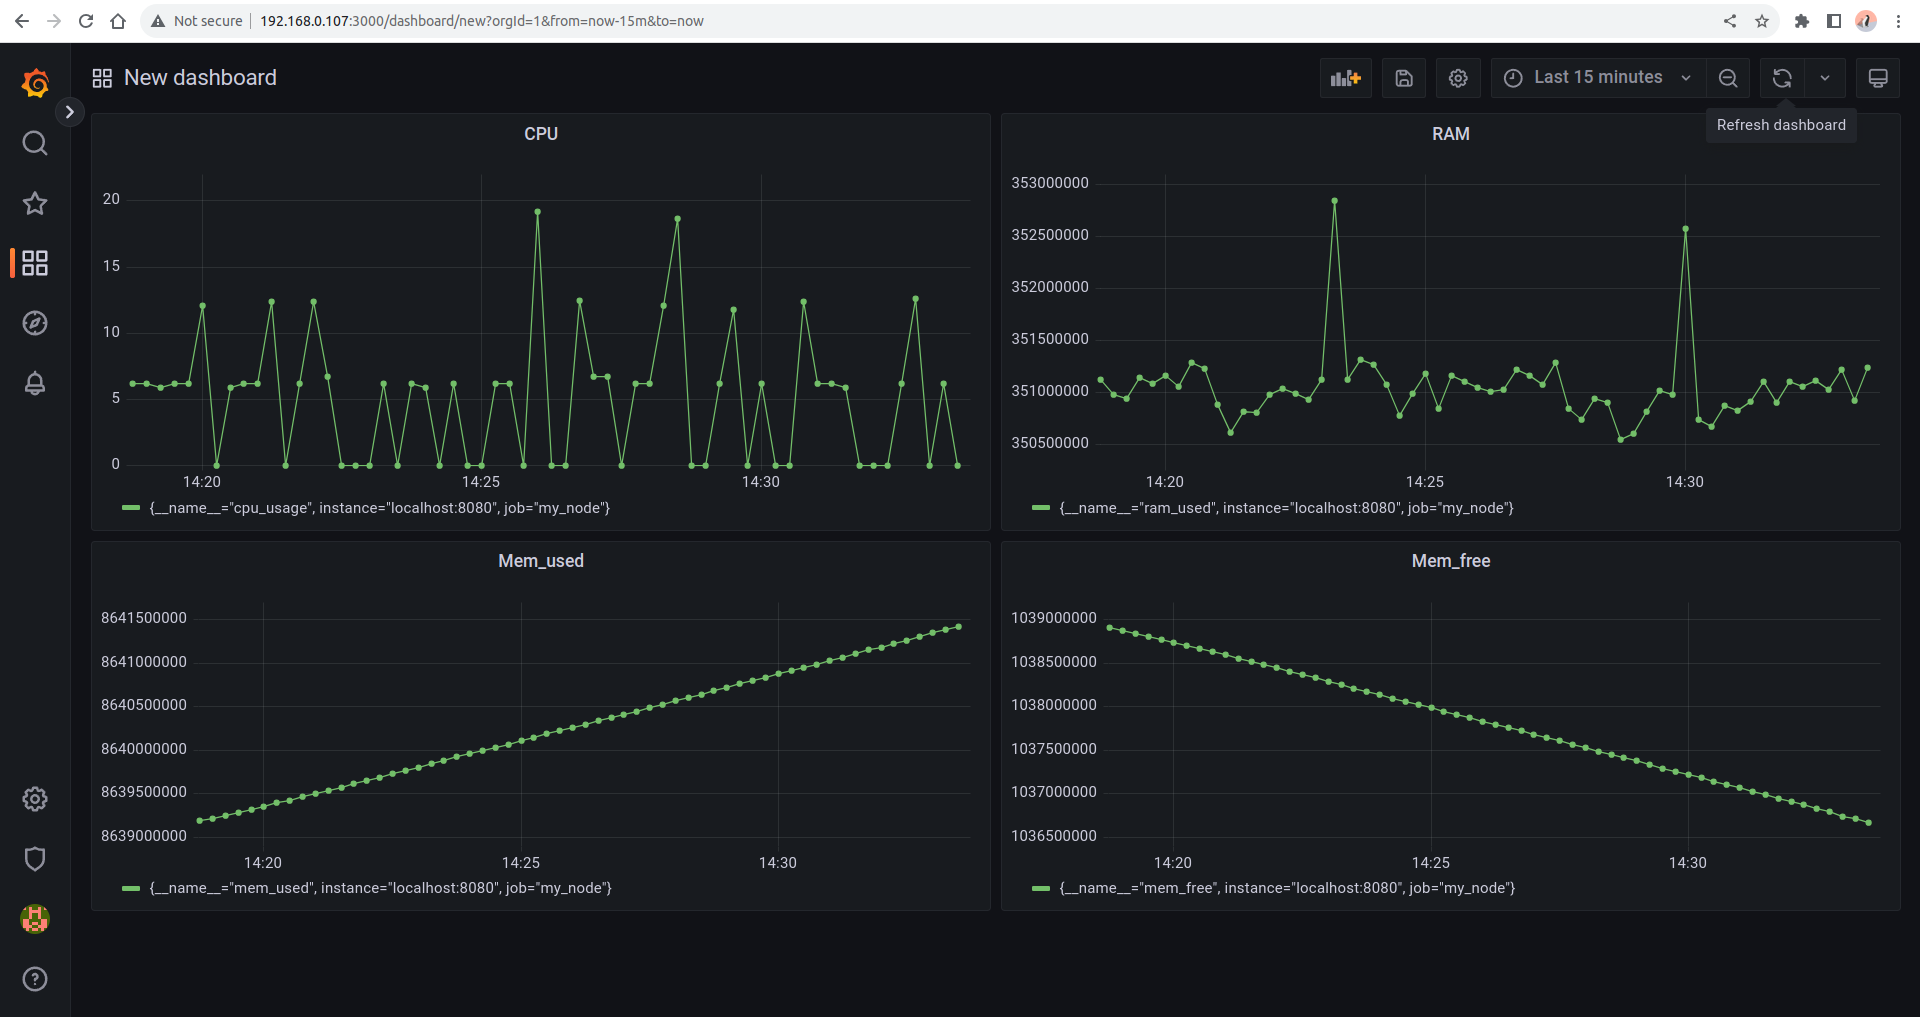 Not secure 192.168.0.107:3000/dashboard/new?orgId=1&from=now-15m&to=now
New dashboard
Last 15 minutes
Refresh dashboard
CPU
20
15
10
5
0
14:20 14:25 14:30
{__name__="cpu_usage", instance="localhost:8080", job="my_node"}
RAM
353000000
352500000
352000000
351500000
351000000
350500000
14:20 14:25 14:30
{__name__="ram_used", instance="localhost:8080", job="my_node"}
Mem_used
8641500000
8641000000
8640500000
8640000000
8639500000
8639000000
14:20 14:25 14:30
{__name__="mem_used", instance="localhost:8080", job="my_node"}
Mem_free
1039000000
1038500000
1038000000
1037500000
1037000000
1036500000
14:20 14:25 14:30
{__name__="mem_free", instance="localhost:8080", job="my_node"}